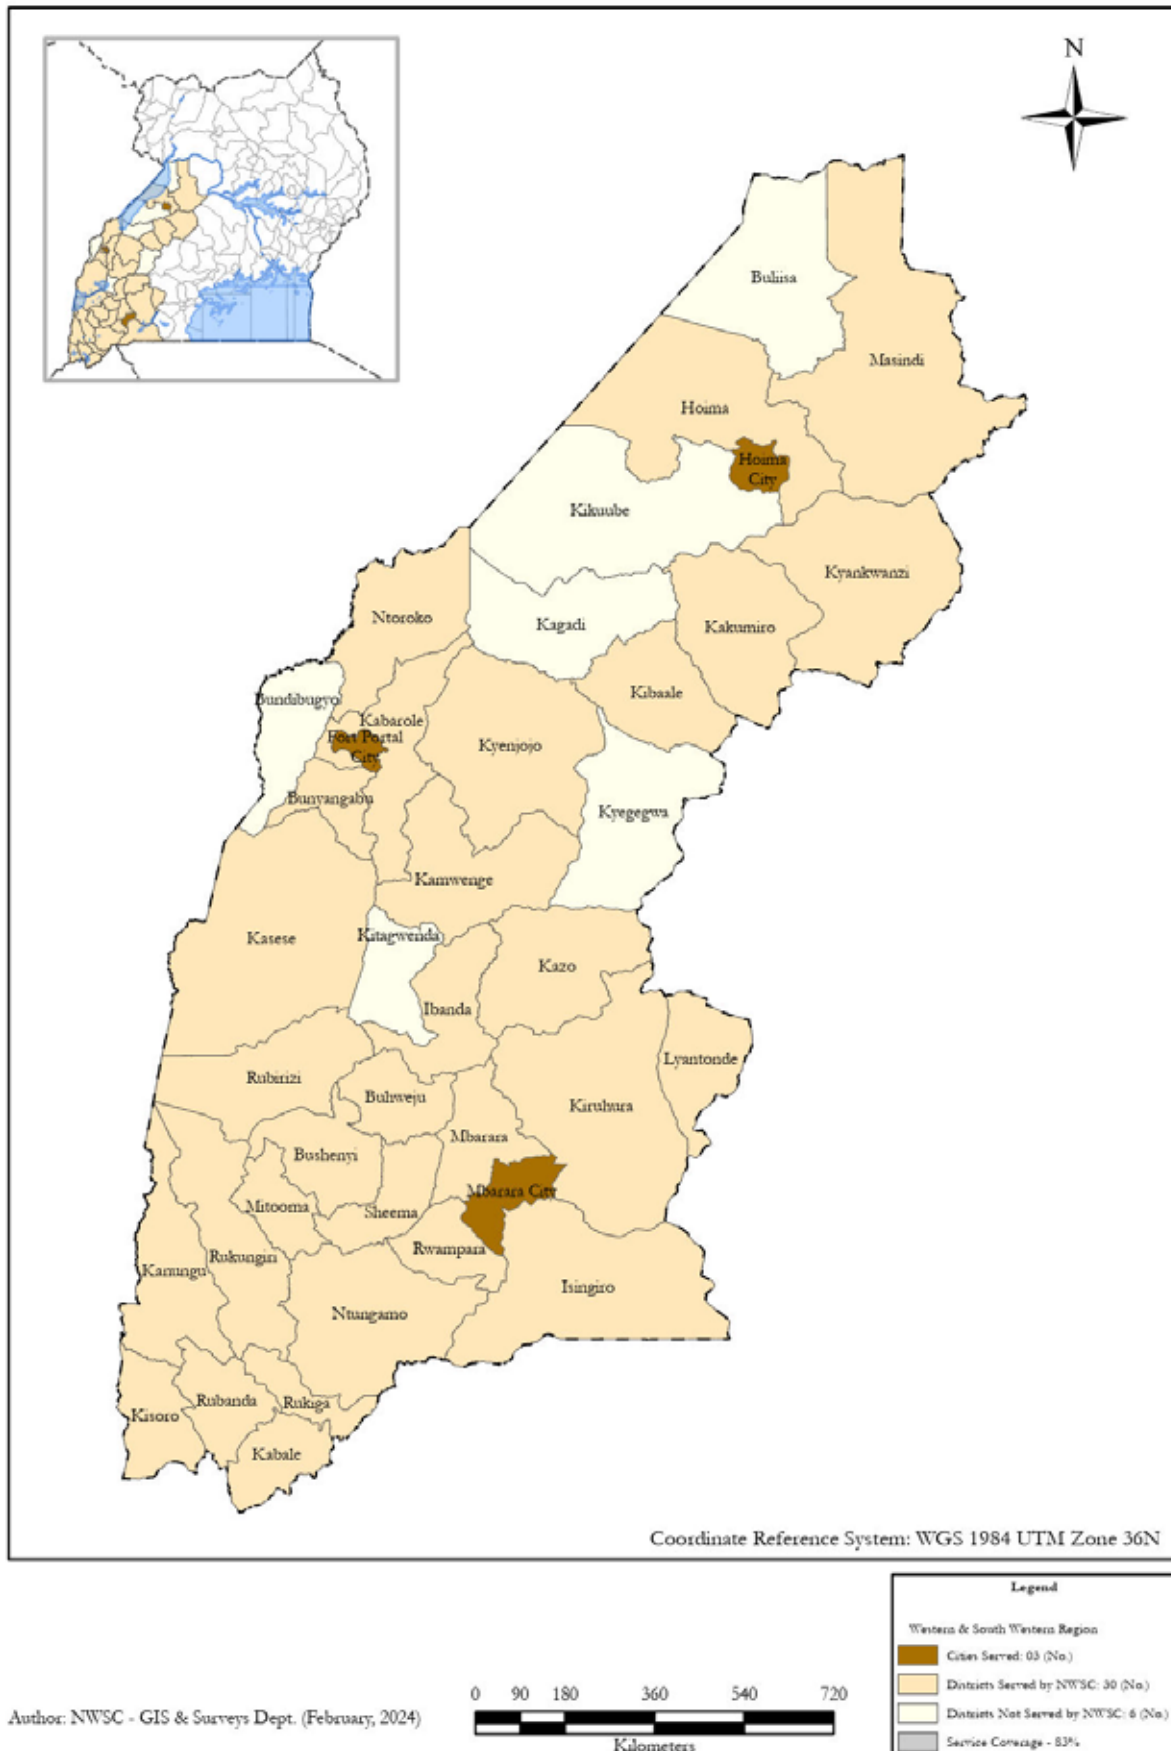 N
Buliisa
Masindi
Hoima
Hoima
City
Kikuube
Kyankwanzi
Kagadi
Kakumiro
Ntoroko
Kibaale
Bundibugyo
Kabarole
Fort Portal
City
Kyenjojo
Bunyangabu
Kyegegwa
Kamwenge
Kitagwenda
Kasese
Kazo
Ibanda
Lyantonde
Rubirizi
Buhweju
Kiruhura
Mbarara
Bushenyi
Mbarara City
Mitooma
Sheema
Rwampara
Rukungiri
Kanungu
Isingiro
Ntungamo
Rubanda
Rukiga
Kisoro
Kabale
Coordinate Reference System: WGS 1984 UTM Zone 36N
Legend
Western & South Western Region
Cities Served: 03 (No.)
Districts Served by NWSC: 30 (No.)
Districts Not Served by NWSC: 6 (No.)
Service Coverage - 83%
0 90 180 360 540 720
Kilometers
Author: NWSC - GIS & Surveys Dept. (February, 2024)